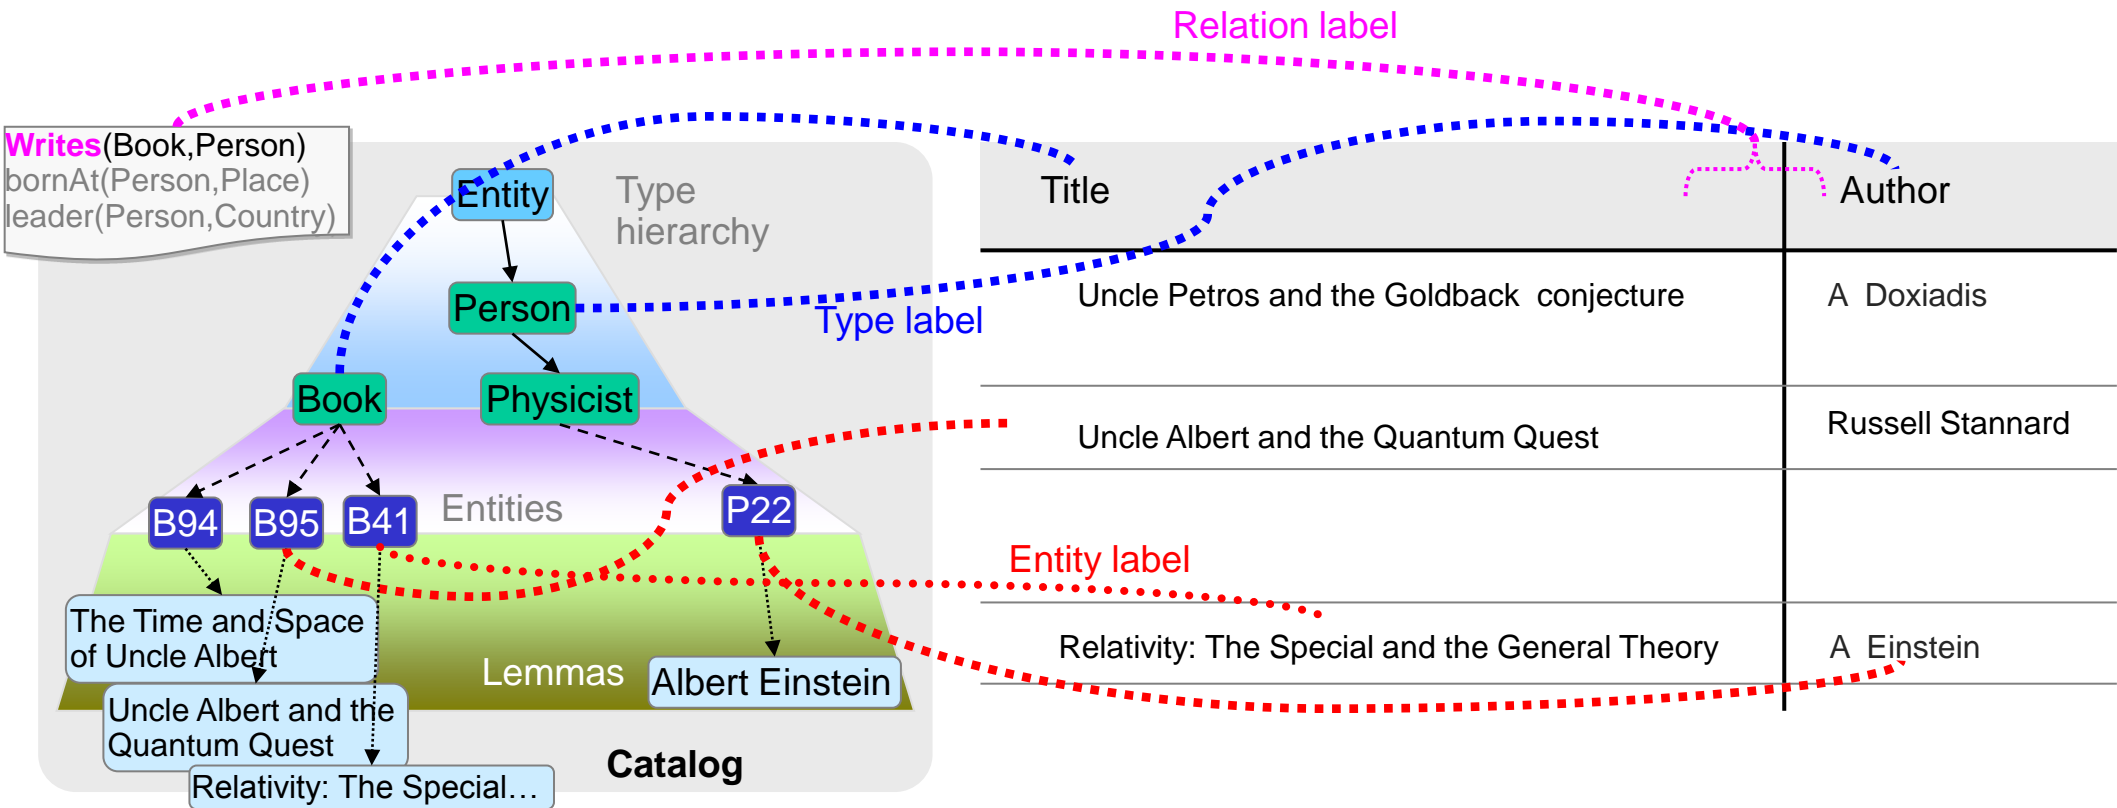 Relation label
Writes(Book,Person)
bornAt(Person,Place)
leader(Person,Country)
Entity
Type
hierarchy
Person
Type label
Book
Physicist
Entities
B94
B95
B41
P22
Entity label
The Time and Space
of Uncle Albert
Lemmas
Albert Einstein
Uncle Albert and the
Quantum Quest
Relativity: The Special…
Catalog
Title
Author
Uncle Petros and the Goldback conjecture
A Doxiadis
Uncle Albert and the Quantum Quest
Russell Stannard
Relativity: The Special and the General Theory
A Einstein